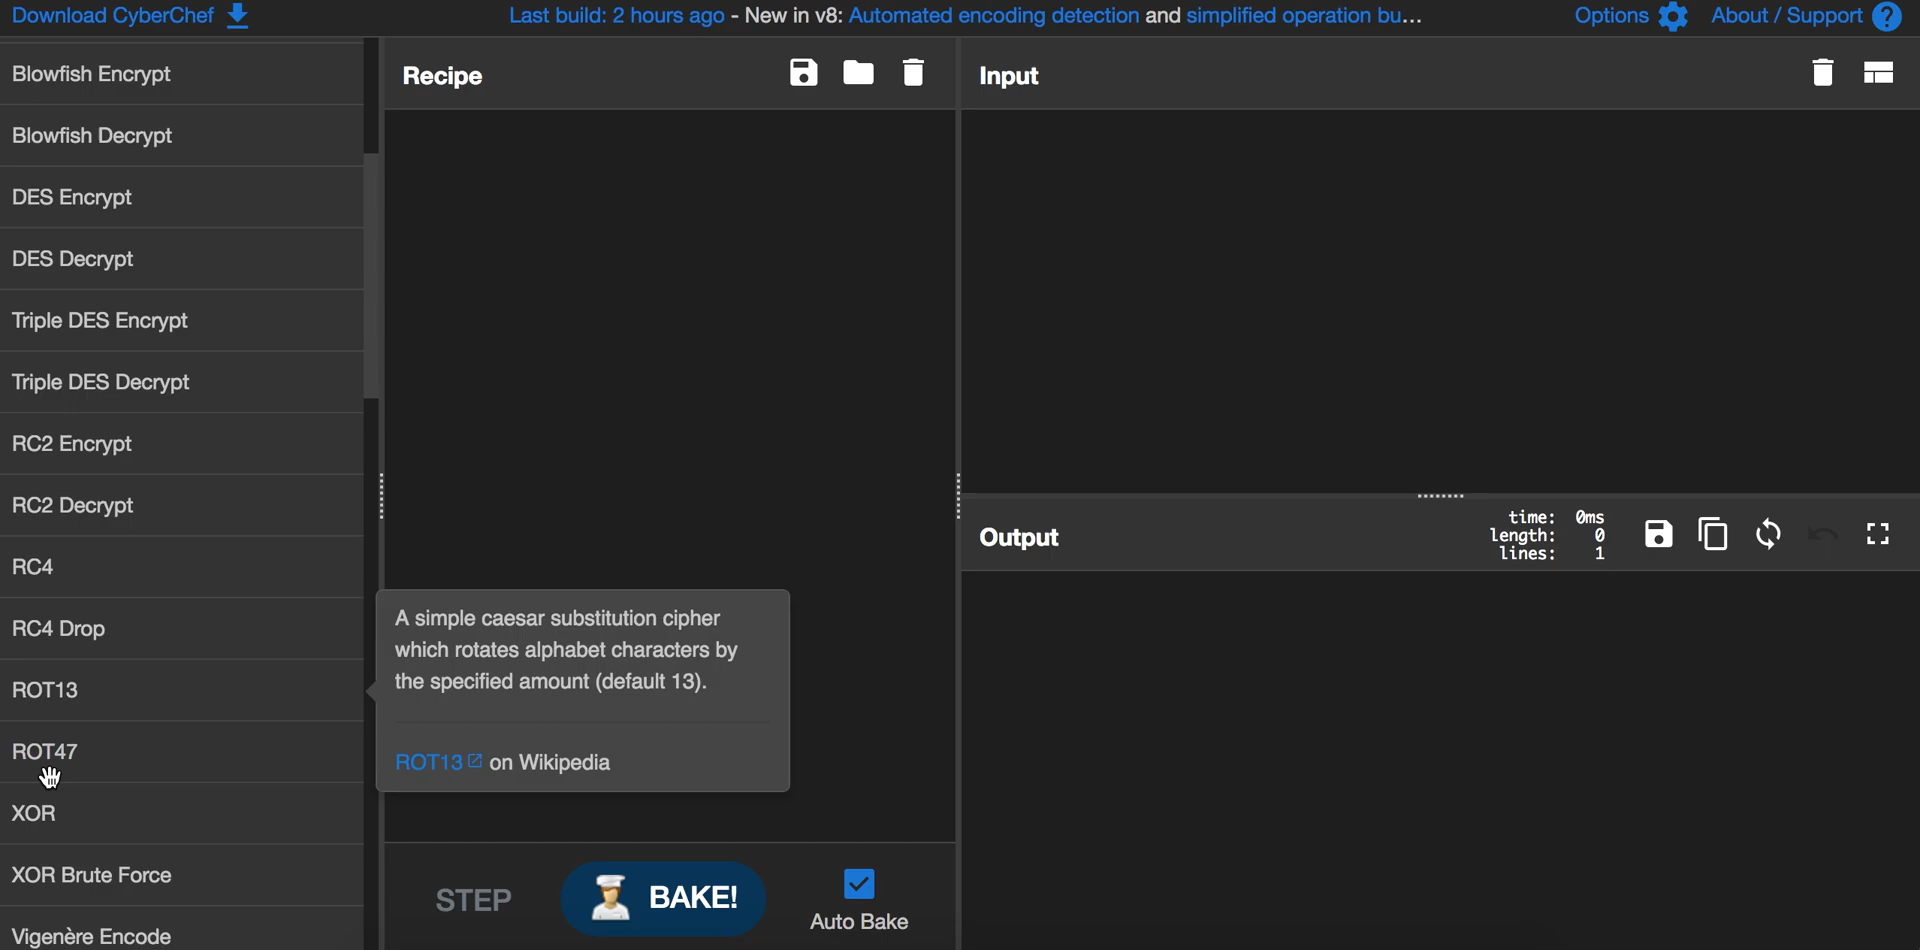 Download CyberChef
Last build: 2 hours ago - New in v8: Automated encoding detection and simplified operation bu...
Options
About / Support
Blowfish Encrypt
Blowfish Decrypt
DES Encrypt
DES Decrypt
Triple DES Encrypt
Triple DES Decrypt
RC2 Encrypt
RC2 Decrypt
RC4
RC4 Drop
ROT13
ROT47
XOR
XOR Brute Force
Vigenère Encode
Recipe
A simple caesar substitution cipher
which rotates alphabet characters by
the specified amount (default 13).
ROT13 on Wikipedia
STEP
BAKE!
Auto Bake
Input
Output
time: 0ms
length: 0
lines: 1